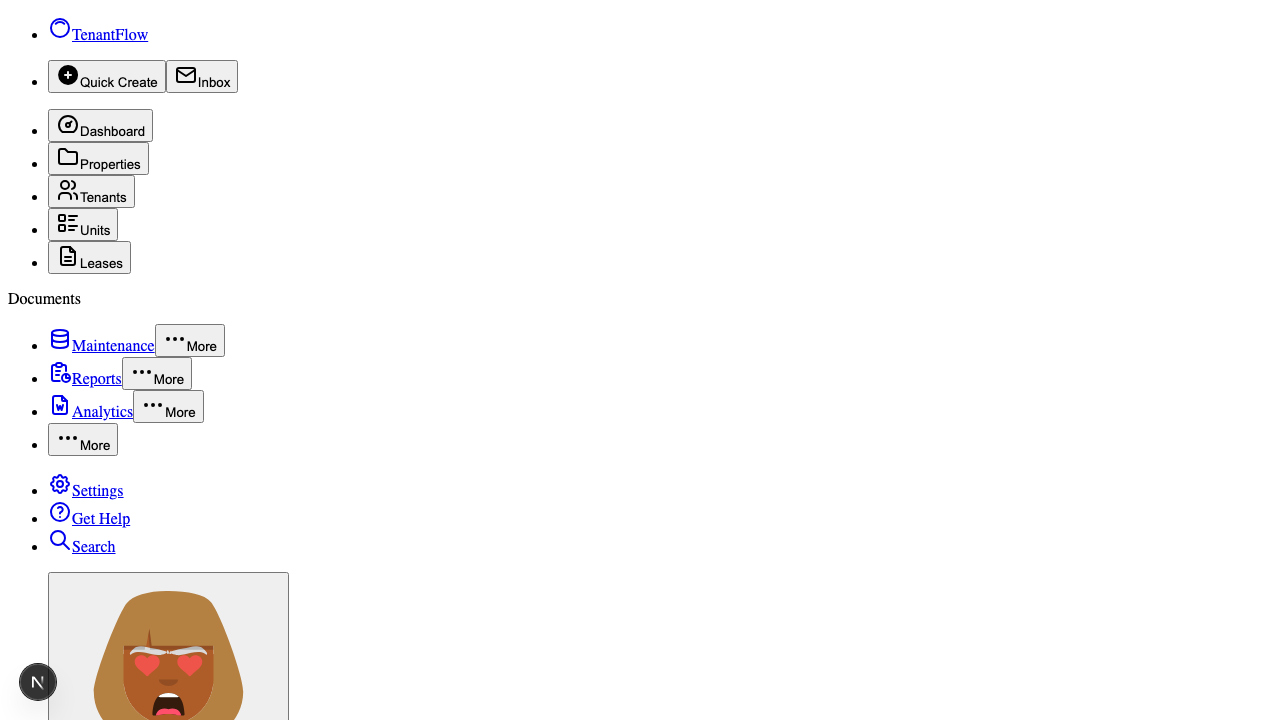 TenantFlow
Quick Create Inbox
Dashboard
Properties
Tenants
Units
Leases
Documents
Maintenance More
Reports More
Analytics More
More
Settings
Get Help
Search
N